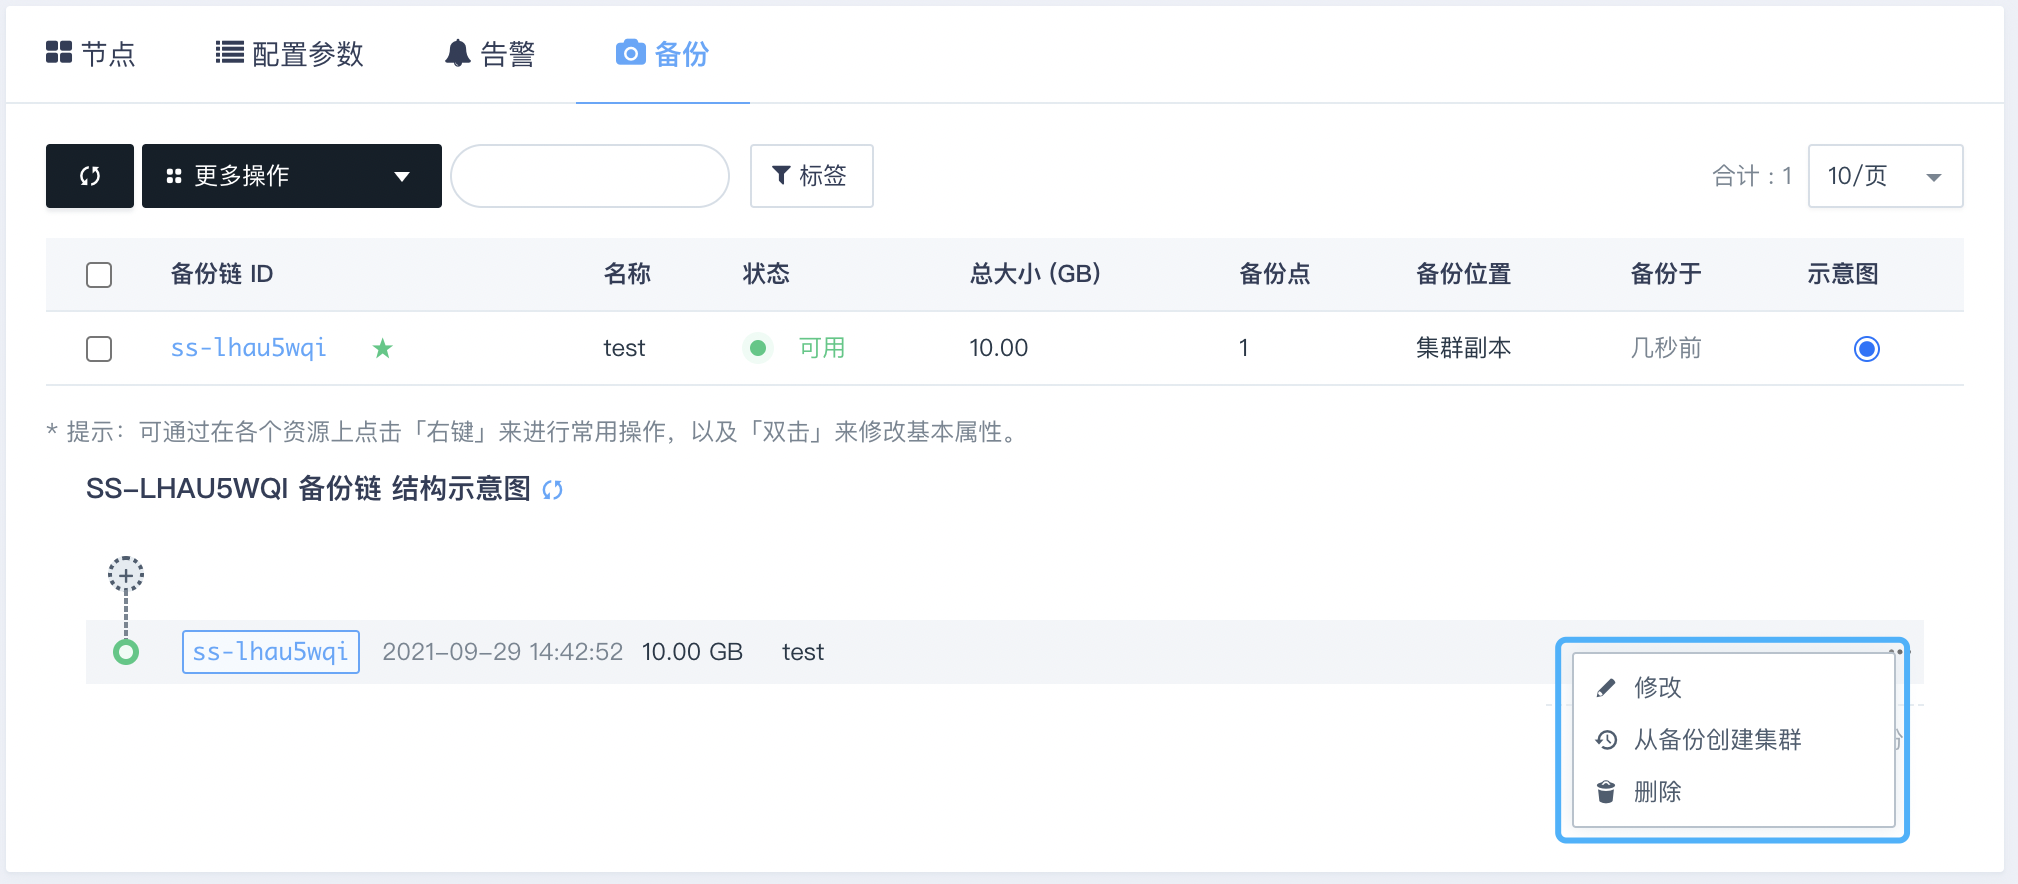 节点 配置参数 告警 备份
更多操作 标签 合计：1 10/页
备份链 ID 名称 状态 总大小 (GB) 备份点 备份位置 备份于 示意图
ss-lhau5wqi test 可用 10.00 1 集群副本 几秒前
* 提示：可通过在各个资源上点击「右键」来进行常用操作，以及「双击」来修改基本属性。
SS-LHAU5WQI 备份链 结构示意图
ss-lhau5wqi 2021-09-29 14:42:52 10.00 GB test
修改
从备份创建集群
删除